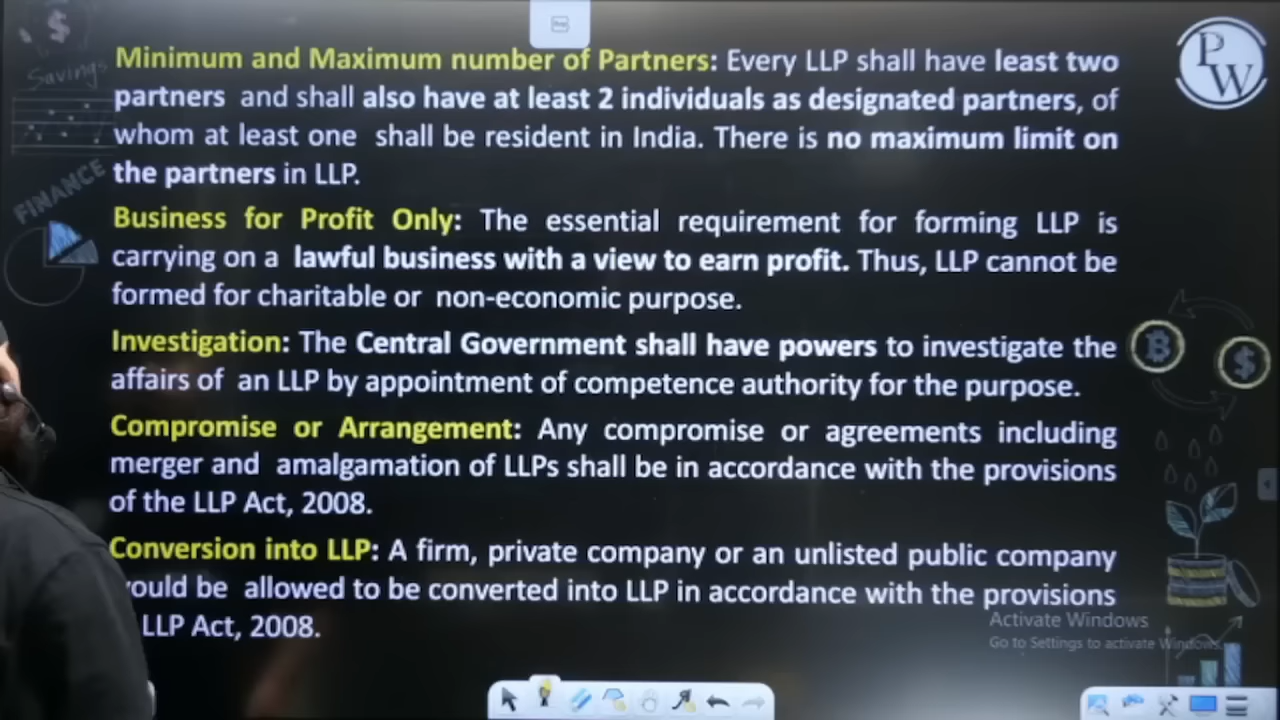 Savings
FINANCE
Minimum and Maximum number of Partners: Every LLP shall have least two
partners and shall also have at least 2 individuals as designated partners, of
whom at least one shall be resident in India. There is no maximum limit on
the partners in LLP.
Business for Profit Only: The essential requirement for forming LLP is
carrying on a lawful business with a view to earn profit. Thus, LLP cannot be
formed for charitable or non-economic purpose.
Investigation: The Central Government shall have powers to investigate the
affairs of an LLP by appointment of competence authority for the purpose.
Compromise or Arrangement: Any compromise or agreements including
merger and amalgamation of LLPs shall be in accordance with the provisions
of the LLP Act, 2008.
Conversion into LLP: A firm, private company or an unlisted public company
ould be allowed to be converted into LLP in accordance with the provisions
LLP Act, 2008.
PW
Activate Windows
Go to Settings to activate Windows.